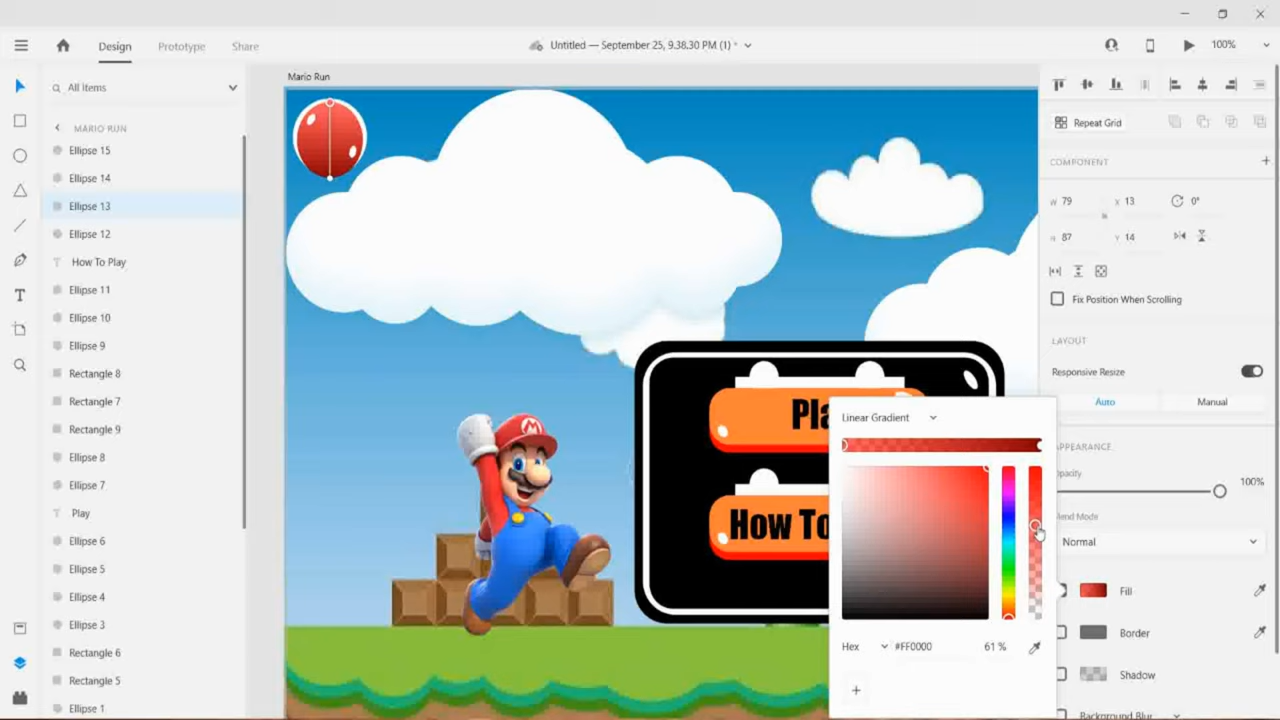 Design
Prototype
Share
Untitled — September 25, 9.38.30 PM (1) *
100%
All Items
MARIO RUN
Ellipse 15
Ellipse 14
Ellipse 13
Ellipse 12
T How To Play
Ellipse 11
Ellipse 10
Ellipse 9
Rectangle 8
Rectangle 7
Rectangle 9
Ellipse 8
Ellipse 7
T Play
Ellipse 6
Ellipse 5
Ellipse 4
Ellipse 3
Rectangle 6
Rectangle 5
Ellipse 1
T
Mario Run
M
Pla
How To
Linear Gradient
Hex
#FF0000
61 %
+
Repeat Grid
COMPONENT
+
W 79
X 13
0°
H 87
Y 14
Fix Position When Scrolling
LAYOUT
Responsive Resize
Auto
Manual
APPEARANCE
pacity
100%
lend Mode
Normal
Fill
Border
Shadow
Background Blur